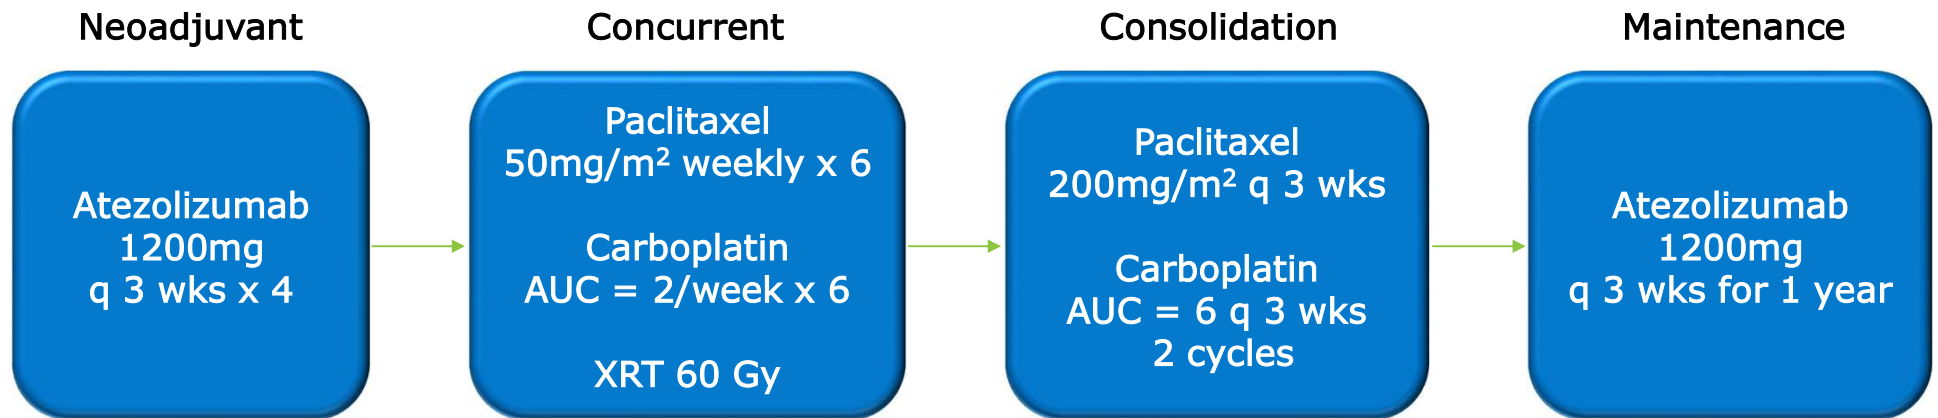 Neoadjuvant
Atezolizumab
1200mg
q 3 wks x 4
Concurrent
Paclitaxel
50mg/m² weekly x 6
Carboplatin
AUC = 2/week x 6
XRT 60 Gy
Consolidation
Paclitaxel
200mg/m² q 3 wks
Carboplatin
AUC = 6 q 3 wks
2 cycles
Maintenance
Atezolizumab
1200mg
q 3 wks for 1 year